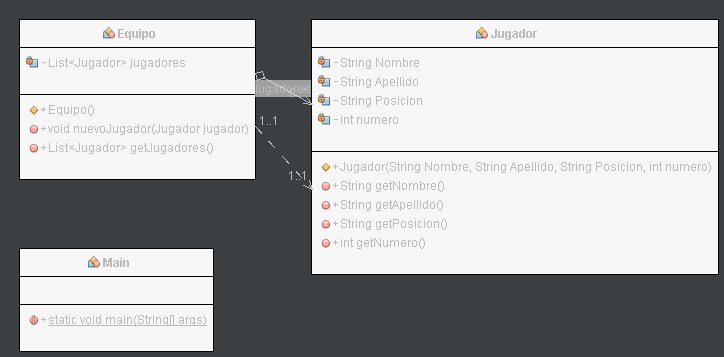 Equipo
- List<Jugador> jugadores
+ Equipo()
+ void nuevoJugador(Jugador jugador)
+ List<Jugador> getJugadores()
jugadores
1..1
1..1
Jugador
- String Nombre
- String Apellido
- String Posicion
- int numero
+ Jugador(String Nombre, String Apellido, String Posicion, int numero)
+ String getNombre()
+ String getApellido()
+ String getPosicion()
+ int getNumero()
Main
+ static void main(String[] args)